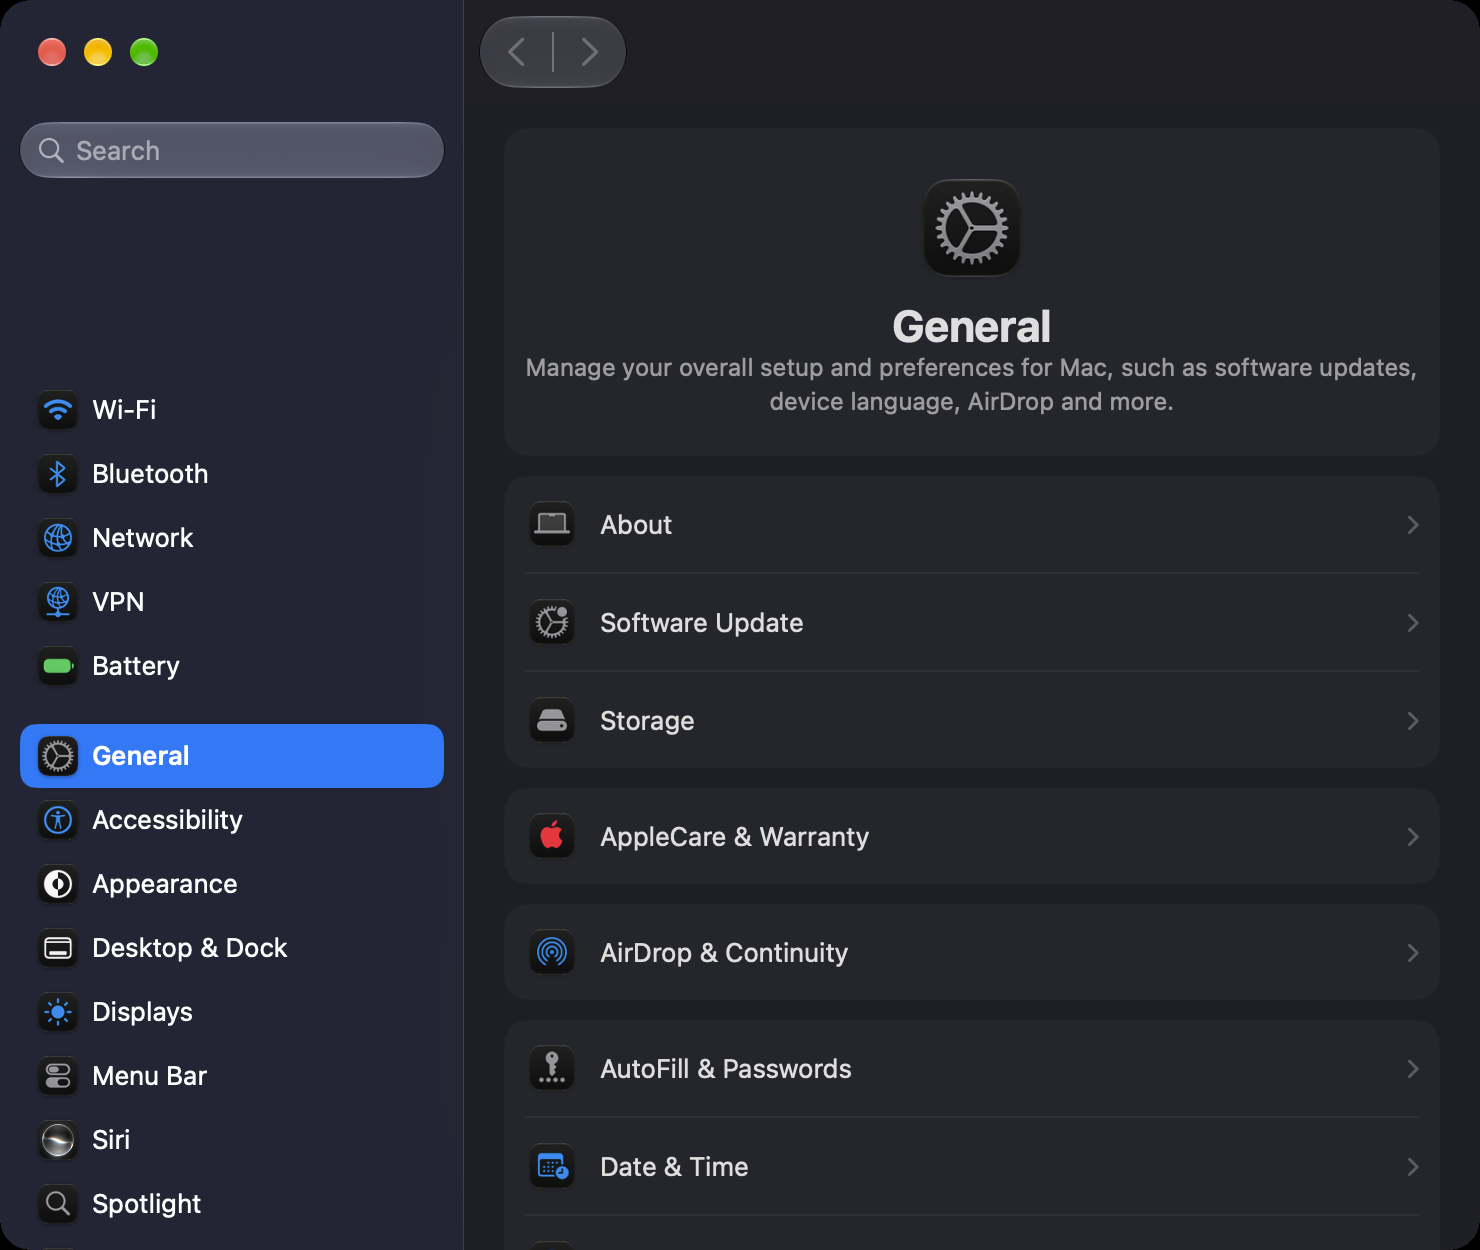 Search
Wi-Fi
Bluetooth
Network
VPN
Battery
General
Accessibility
Appearance
Desktop & Dock
Displays
Menu Bar
Siri
Spotlight
General
Manage your overall setup and preferences for Mac, such as software updates,
device language, AirDrop and more.
About
Software Update
Storage
AppleCare & Warranty
AirDrop & Continuity
AutoFill & Passwords
Date & Time